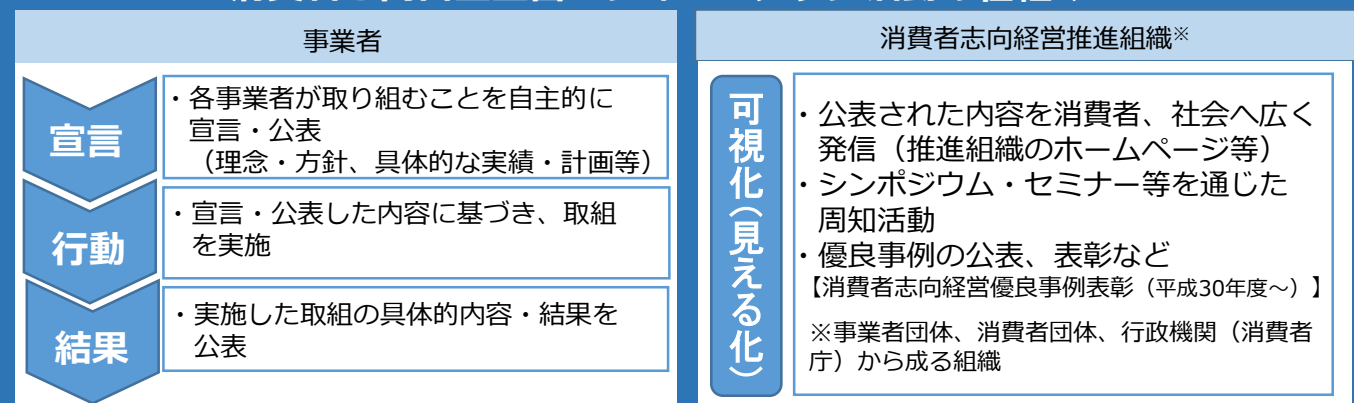 事業者
宣言
・各事業者が取り組むことを自主的に
宣言・公表
（理念・方針、具体的な実績・計画等）
行動
・宣言・公表した内容に基づき、取組
を実施
結果
・実施した取組の具体的内容・結果を
公表
消費者志向経営推進組織※
可視化（見える化）
・公表された内容を消費者、社会へ広く
発信（推進組織のホームページ等）
・シンポジウム・セミナー等を通じた
周知活動
・優良事例の公表、表彰など
【消費者志向経営優良事例表彰（平成30年度～）】
※事業者団体、消費者団体、行政機関（消費者
庁）から成る組織